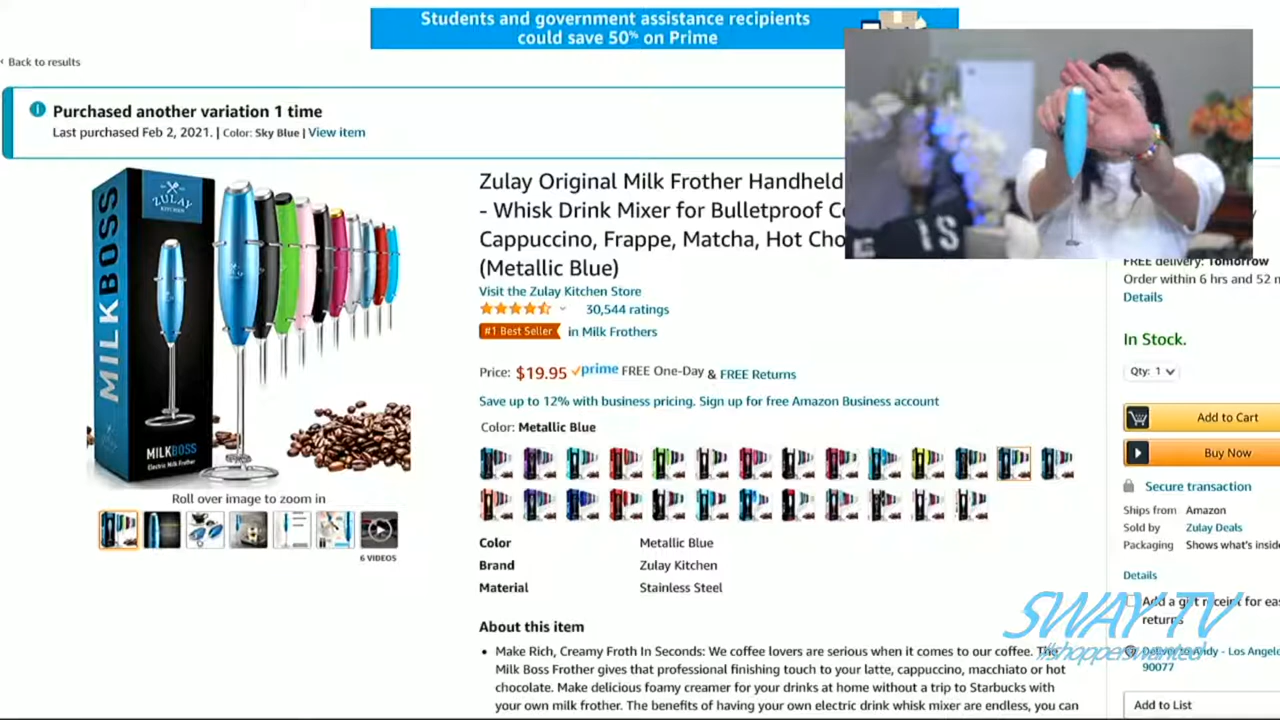 Students and government assistance recipients
could save 50% on Prime
‹ Back to results
Purchased another variation 1 time
Last purchased Feb 2, 2021. | Color: Sky Blue | View item
MILKBOSS
ZULAY
KITCHEN
MILKBOSS
Electric Milk Frother
Roll over image to zoom in
6 VIDEOS
IS
Zulay Original Milk Frother Handheld
- Whisk Drink Mixer for Bulletproof
Cappuccino, Frappe, Matcha, Hot
(Metallic Blue)
Visit the Zulay Kitchen Store
30,544 ratings
#1 Best Seller in Milk Frothers
Price: $19.95 prime FREE One-Day & FREE Returns
Save up to 12% with business pricing. Sign up for free Amazon Business account
Color: Metallic Blue
Color Metallic Blue
Brand Zulay Kitchen
Material Stainless Steel
About this item
• Make Rich, Creamy Froth In Seconds: We coffee lovers are serious when it comes to our coffee. The
Milk Boss Frother gives that professional finishing touch to your latte, cappuccino, macchiato or hot
chocolate. Make delicious foamy creamer for your drinks at home without a trip to Starbucks with
your own milk frother. The benefits of having your own electric drink whisk mixer are endless, you can
FREE delivery: Tomorrow
Order within 6 hrs and 52
Details
In Stock.
Qty: 1
Add to Cart
Buy Now
Secure transaction
Ships from Amazon
Sold by Zulay Deals
Packaging Shows what's
Details
Add a gift receipt for
returns
Deliver to Andy - Los
90077
Add to List
SWAY TV
#shopperswanted